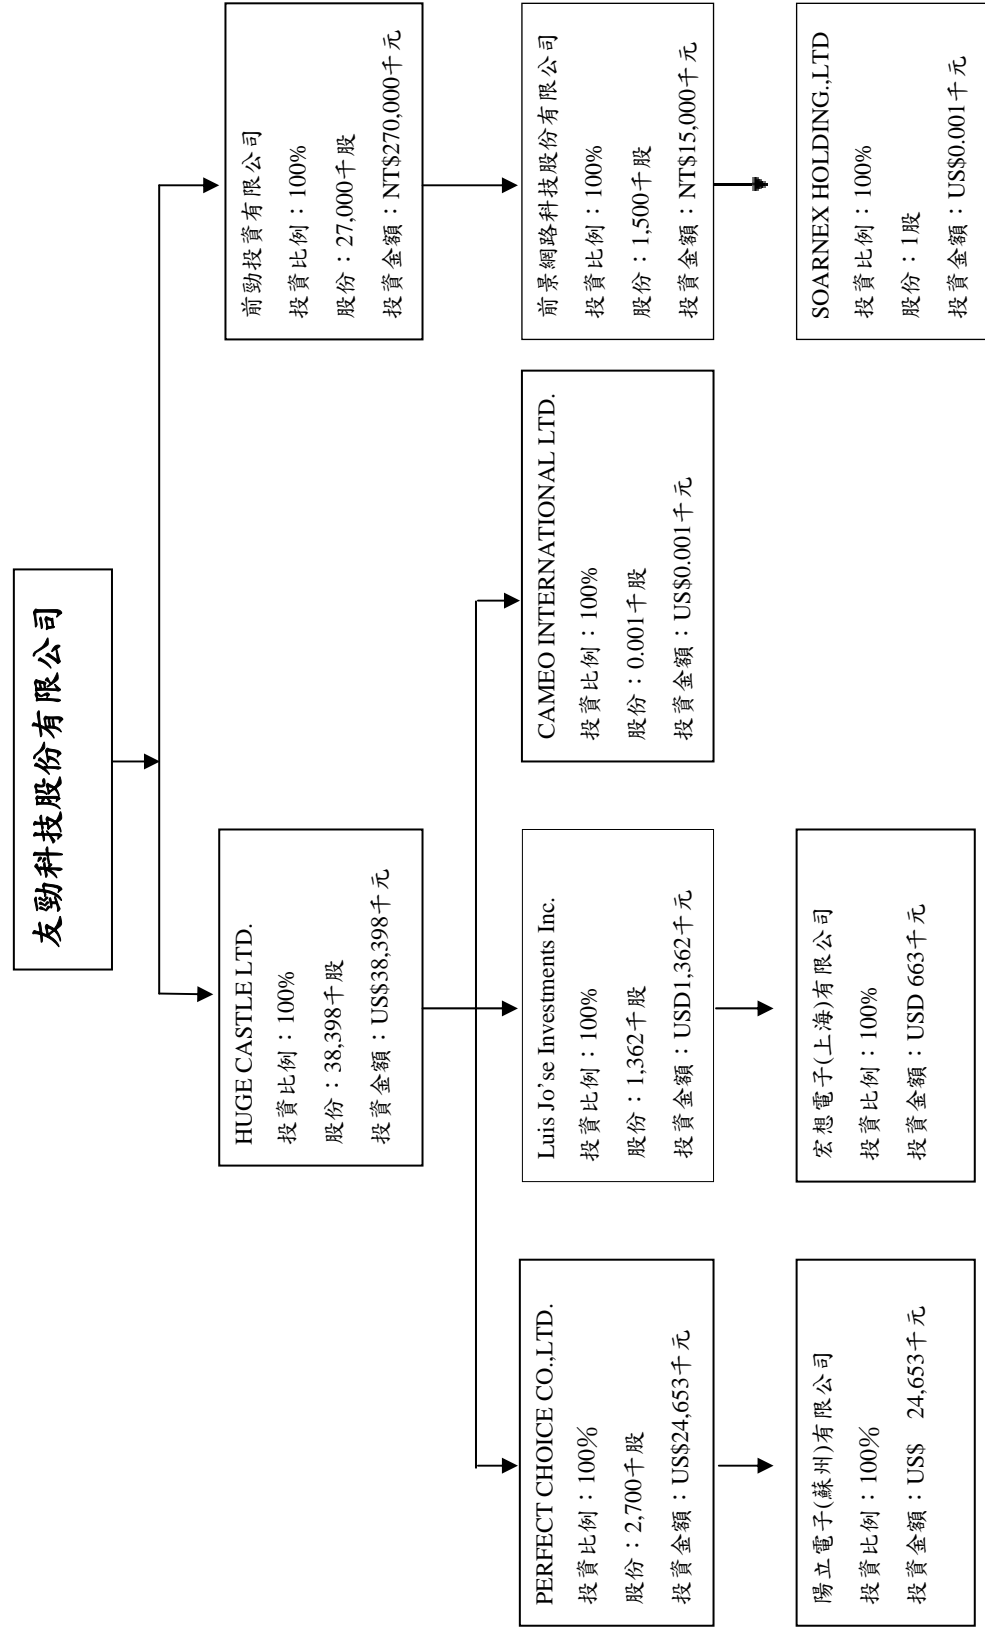 友勁科技股份有限公司
HUGE CASTLE LTD.
投資比例：100%
股份：38,398千股
投資金額：US$38,398千元
前勁投資有限公司
投資比例：100%
股份：27,000千股
投資金額：NT$270,000千元
PERFECT CHOICE CO.,LTD.
投資比例：100%
股份：2,700千股
投資金額：US$24,653千元
Luis Jo’se Investments Inc.
投資比例：100%
股份：1,362千股
投資金額：USD1,362千元
CAMEO INTERNATIONAL LTD.
投資比例：100%
股份：0.001千股
投資金額：US$0.001千元
前景網路科技股份有限公司
投資比例：100%
股份：1,500千股
投資金額：NT$15,000千元
陽立電子(蘇州)有限公司
投資比例：100%
投資金額：US$ 24,653千元
宏想電子(上海)有限公司
投資比例：100%
投資金額：USD 663千元
SOARNEX HOLDING.,LTD
投資比例：100%
股份：1股
投資金額：US$0.001千元